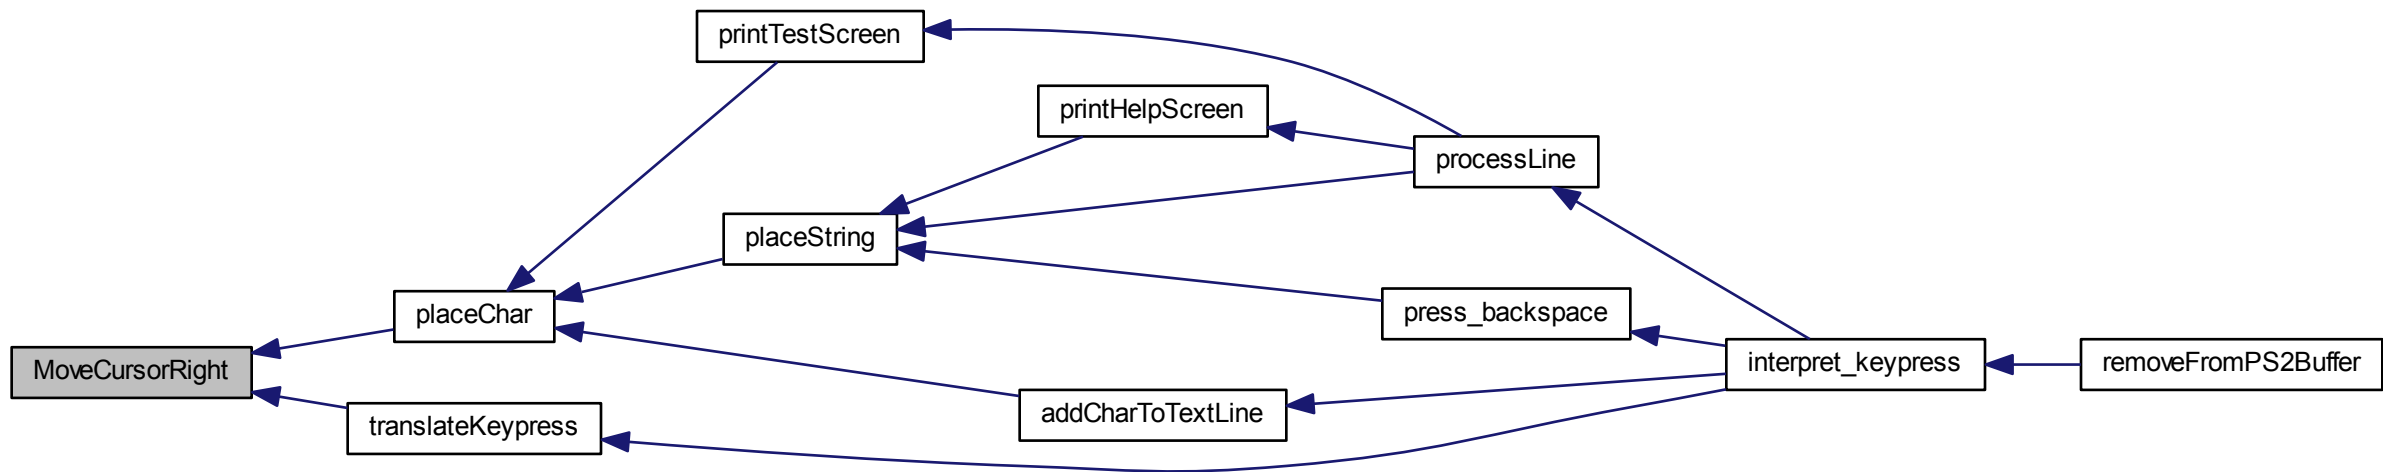 printTestScreen
printHelpScreen
processLine
placeString
placeChar
press_backspace
MoveCursorRight
interpret_keypress
removeFromPS2Buffer
addCharToTextLine
translateKeypress